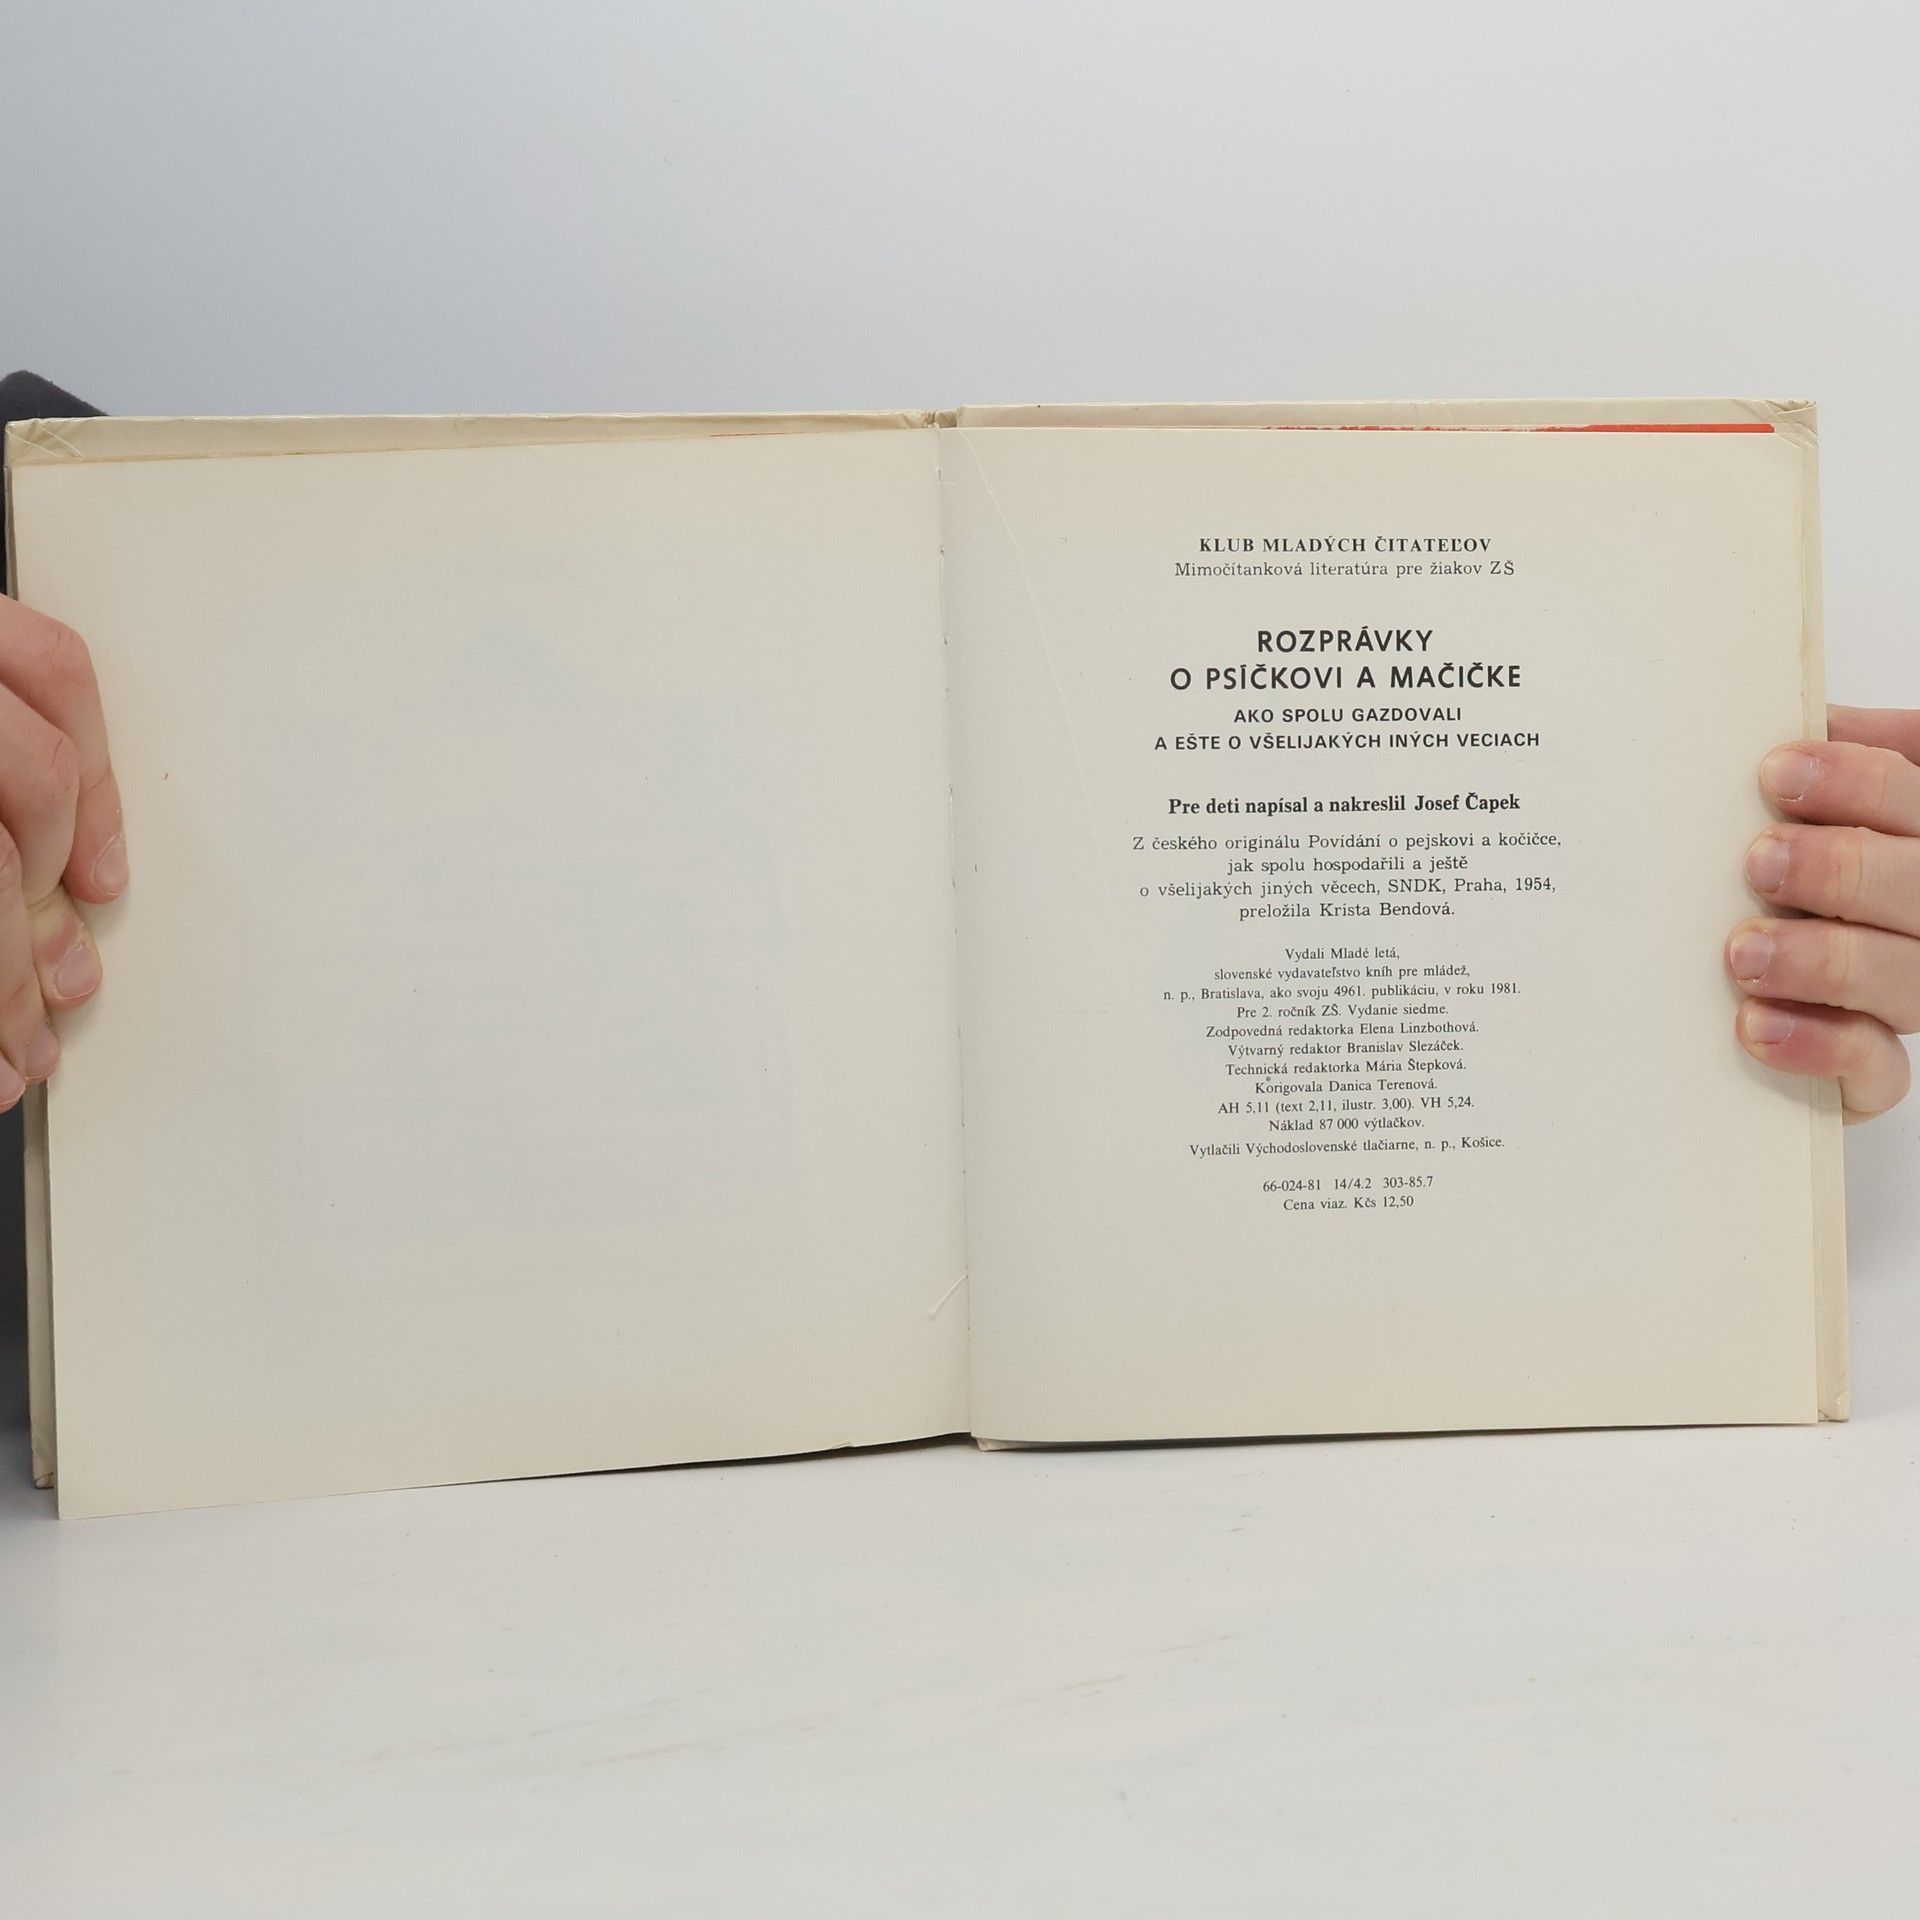 KLUB MLADÝCH ČITATEĽOV
Mimočítanková literatúra pre žiakov ZŠ
ROZPRÁVKY
O PSÍČKOVI A MAČIČKE
AKO SPOLU GAZDOVALI
A EŠTE O VŠELIJAKÝCH INÝCH VECIACH
Pre deti napísal a nakreslil Josef Čapek
Z českého originálu Povídání o pejskovi a kočičce,
jak spolu hospodařili a ještě
o všelijakých jiných věcech, SNDK, Praha, 1954,
preložila Krista Bendová.
Vydali Mladé letá,
slovenské vydavateľstvo kníh pre mládež,
n. p., Bratislava, ako svoju 4961. publikáciu, v roku 1981.
Pre 2. ročník ZŠ. Vydanie siedme.
Zodpovedná redaktorka Elena Linzbothová.
Výtvarný redaktor Branislav Slezáček.
Technická redaktorka Mária Štepková.
Korigovala Danica Terenová.
AH 5,11 (text 2,11, ilustr. 3,00). VH 5,24.
Náklad 87 000 výtlačkov.
Vytlačili Východoslovenské tlačiarne, n. p., Košice.
66-024-81 14/4.2 303-85.7
Cena viaz. Kčs 12,50